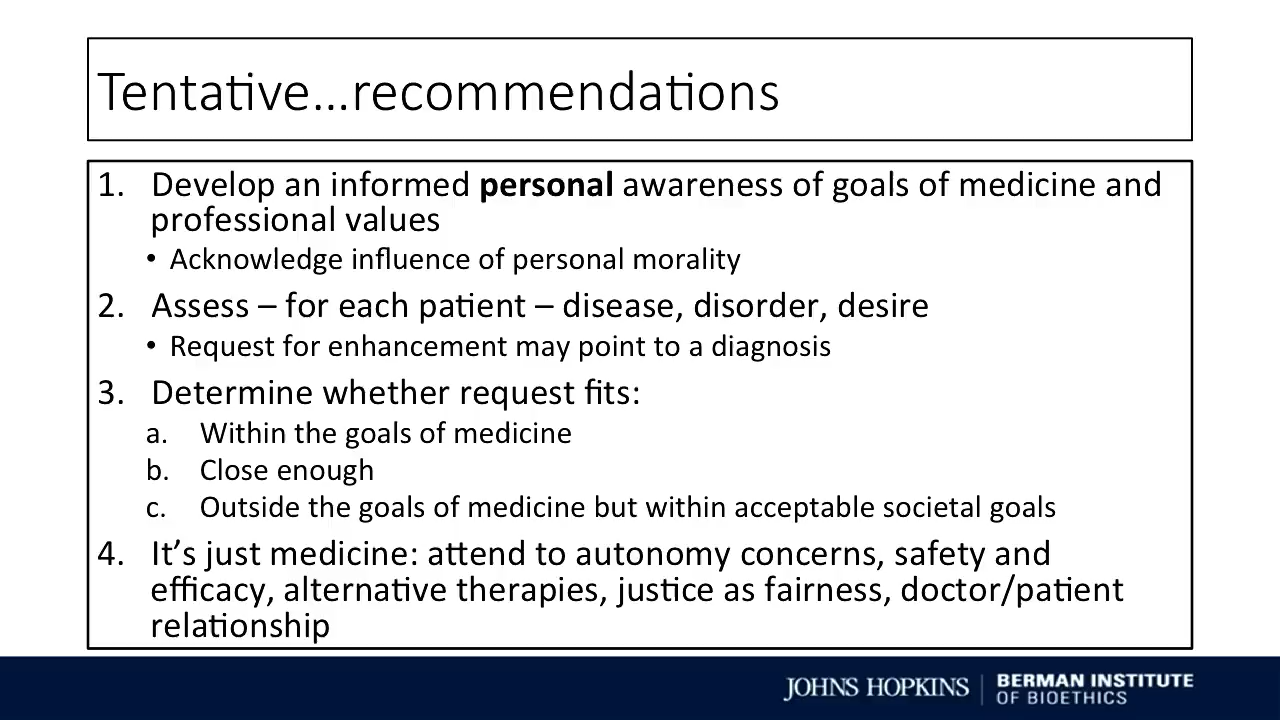 Tentative...recommendations
1. Develop an informed personal awareness of goals of medicine and
professional values
• Acknowledge influence of personal morality
2. Assess – for each patient – disease, disorder, desire
• Request for enhancement may point to a diagnosis
3. Determine whether request fits:
a. Within the goals of medicine
b. Close enough
c. Outside the goals of medicine but within acceptable societal goals
4. It’s just medicine: attend to autonomy concerns, safety and
efficacy, alternative therapies, justice as fairness, doctor/patient
relationship
JOHNS HOPKINS | BERMAN INSTITUTE
OF BIOETHICS